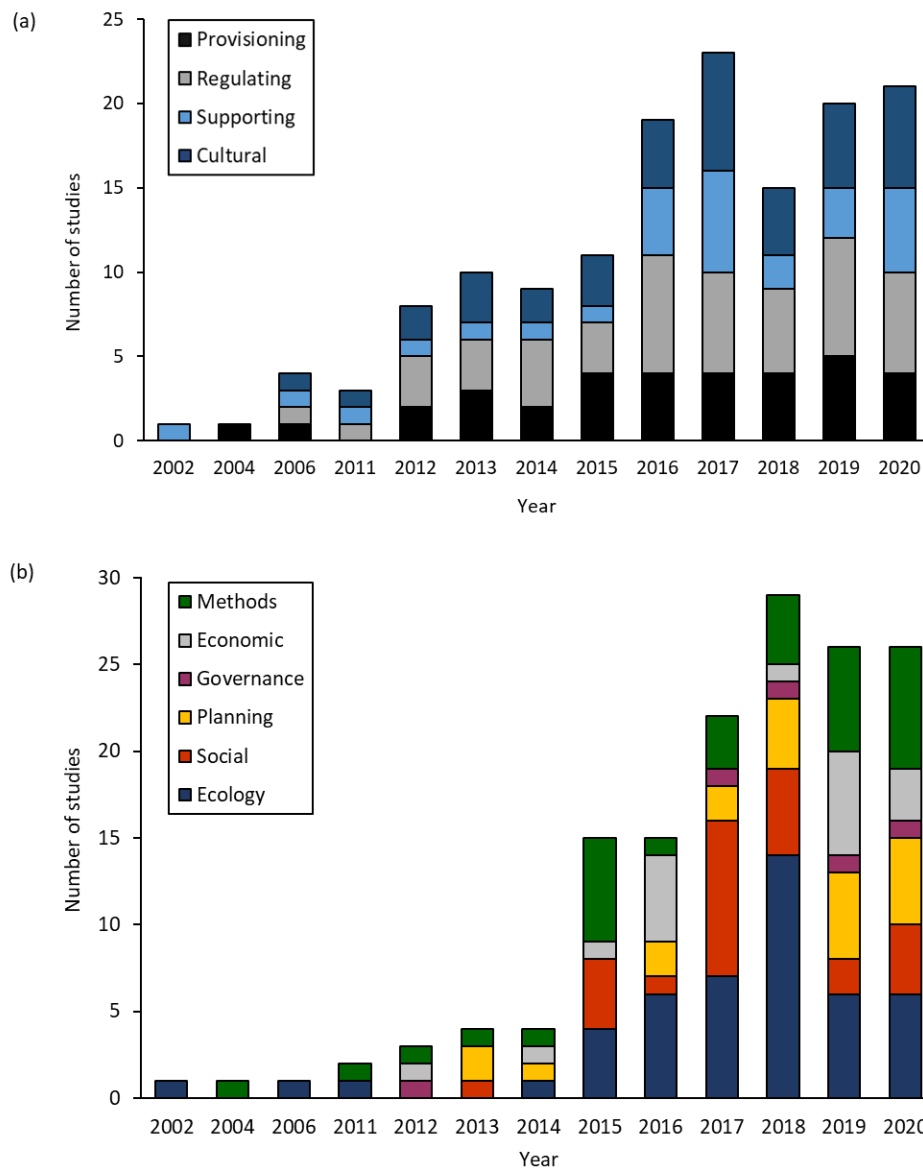 (a)
25
20
15
10
5
0
Number of studies
Provisioning
Regulating
Supporting
Cultural
2002 2004 2006 2011 2012 2013 2014 2015 2016 2017 2018 2019 2020
Year
(b)
30
25
20
15
10
5
0
Number of studies
Methods
Economic
Governance
Planning
Social
Ecology
2002 2004 2006 2011 2012 2013 2014 2015 2016 2017 2018 2019 2020
Year